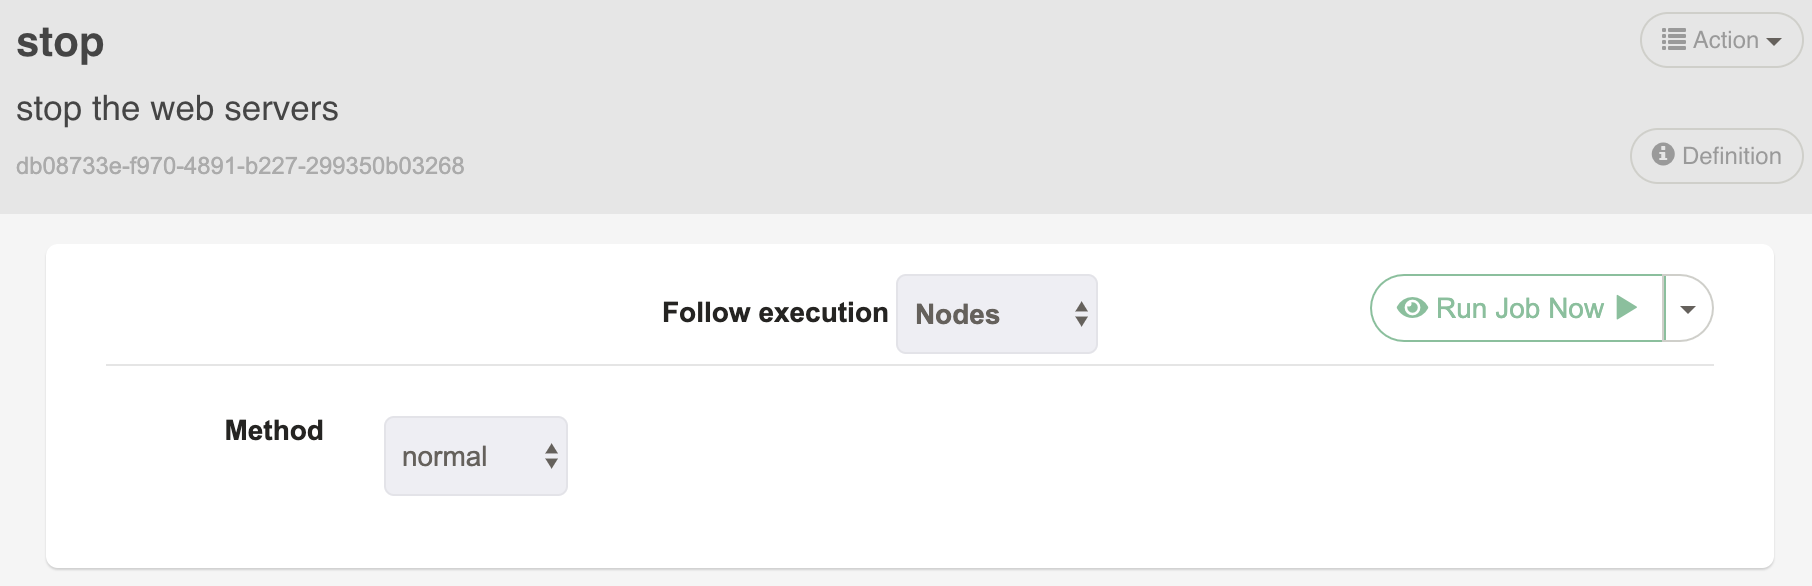 stop
Action
stop the web servers
db08733e-f970-4891-b227-299350b03268
Definition
Follow execution Nodes
Run Job Now
Method normal